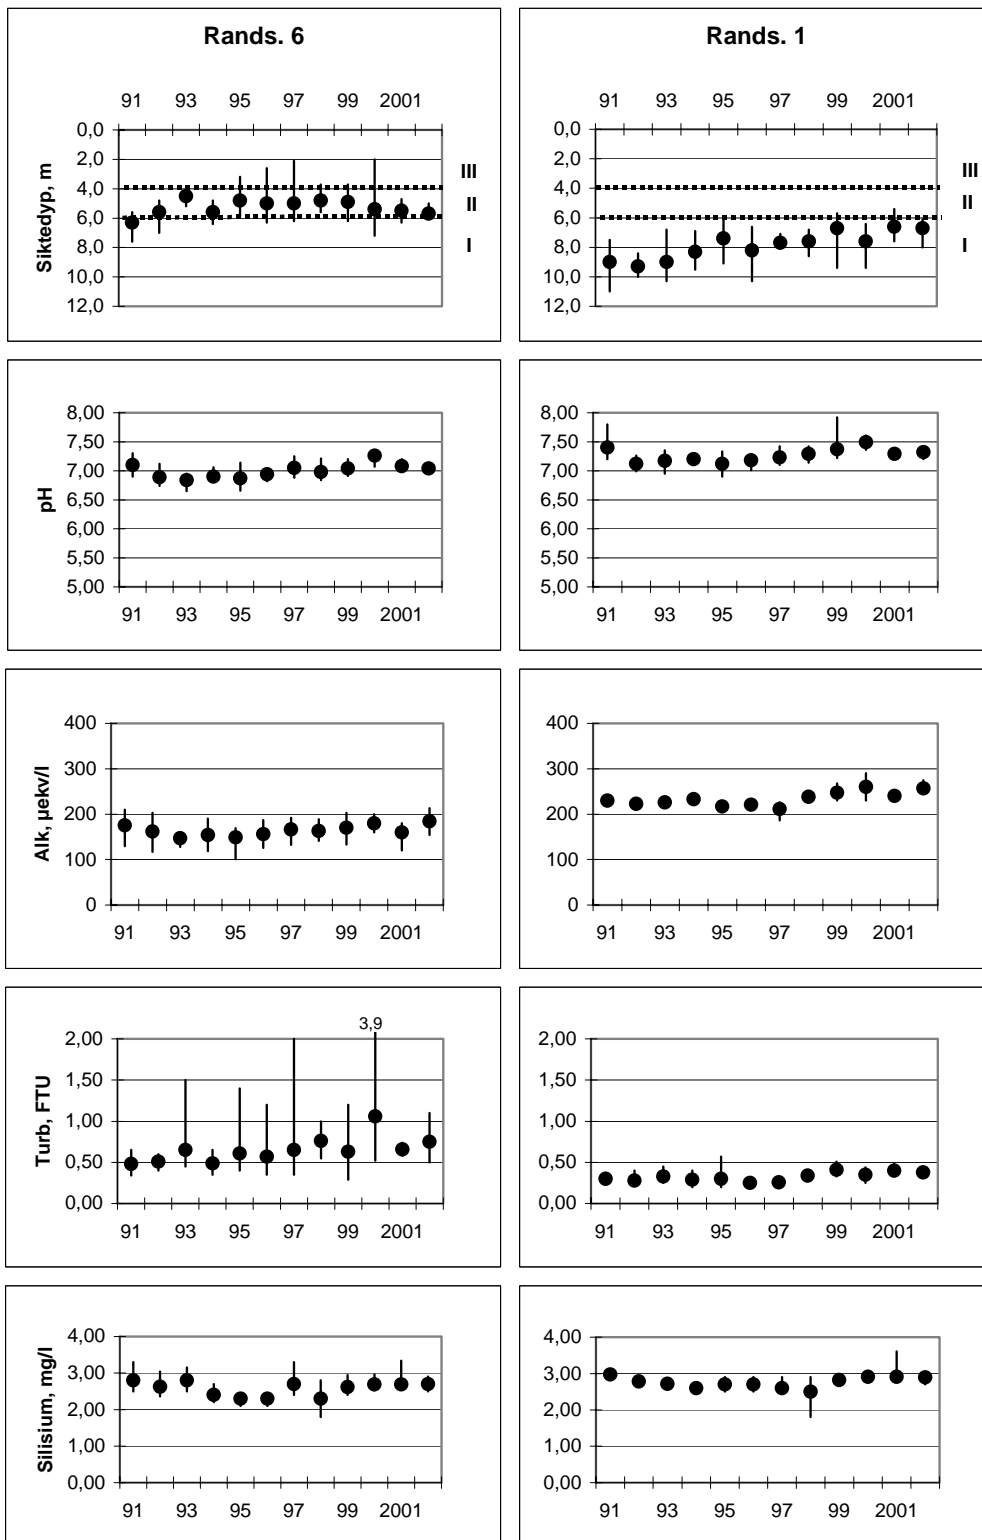 Rands. 6
91 93 95 97 99 2001
0,0
2,0
4,0
6,0
8,0
10,0
12,0
Siktedyp, m
III
II
I
Rands. 1
91 93 95 97 99 2001
0,0
2,0
4,0
6,0
8,0
10,0
12,0
III
II
I
8,00
7,50
7,00
6,50
6,00
5,50
5,00
pH
91 93 95 97 99 2001
8,00
7,50
7,00
6,50
6,00
5,50
5,00
91 93 95 97 99 2001
400
300
200
100
0
Alk, µekv/l
91 93 95 97 99 2001
400
300
200
100
0
91 93 95 97 99 2001
3,9
2,00
1,50
1,00
0,50
0,00
Turb, FTU
91 93 95 97 99 2001
2,00
1,50
1,00
0,50
0,00
91 93 95 97 99 2001
4,00
3,00
2,00
1,00
0,00
Silisium, mg/l
91 93 95 97 99 2001
4,00
3,00
2,00
1,00
0,00
91 93 95 97 99 2001